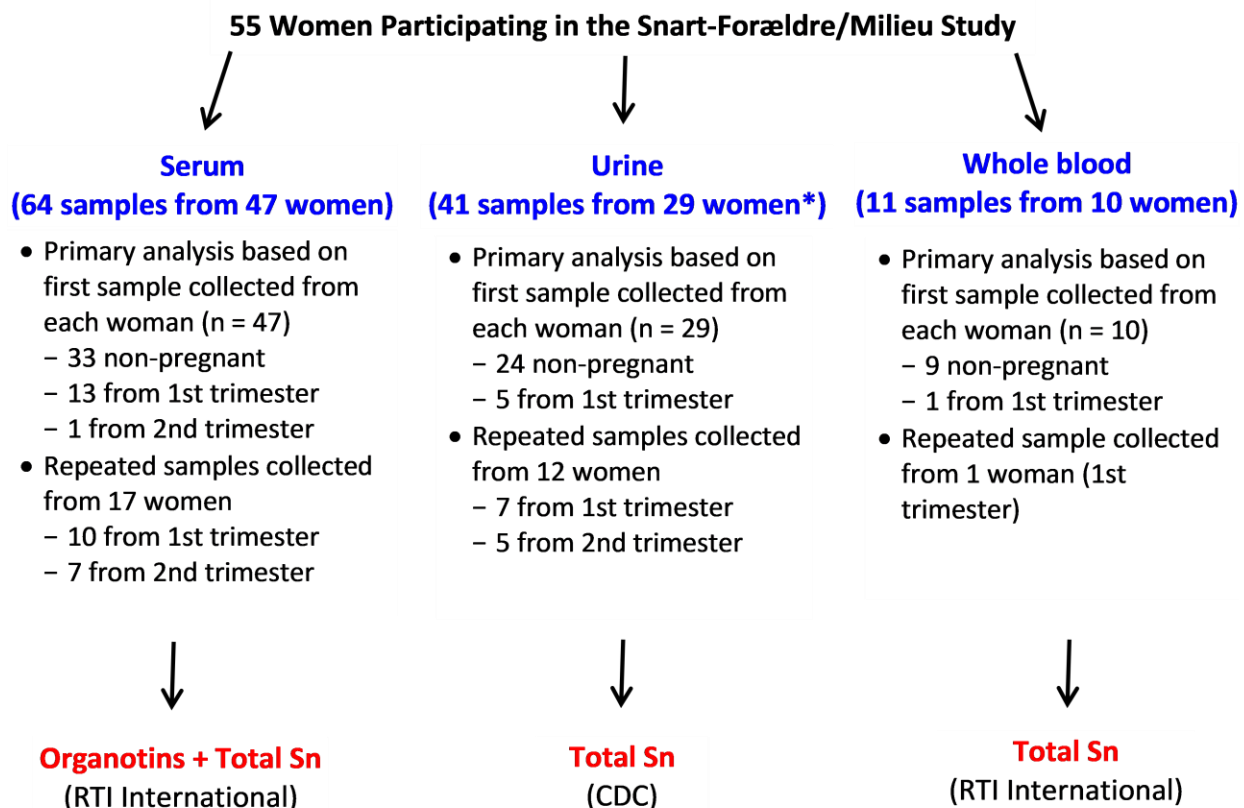 55 Women Participating in the Snart-Forældre/Milieu Study
Serum
(64 samples from 47 women)
• Primary analysis based on
first sample collected from
each woman (n = 47)
– 33 non-pregnant
– 13 from 1st trimester
– 1 from 2nd trimester
• Repeated samples collected
from 17 women
– 10 from 1st trimester
– 7 from 2nd trimester
Organotins + Total Sn
(RTI International)
Urine
(41 samples from 29 women*)
• Primary analysis based on
first sample collected from
each woman (n = 29)
– 24 non-pregnant
– 5 from 1st trimester
• Repeated samples collected
from 12 women
– 7 from 1st trimester
– 5 from 2nd trimester
Total Sn
(CDC)
Whole blood
(11 samples from 10 women)
• Primary analysis based on
first sample collected from
each woman (n = 10)
– 9 non-pregnant
– 1 from 1st trimester
• Repeated sample collected
from 1 woman (1st
trimester)
Total Sn
(RTI International)